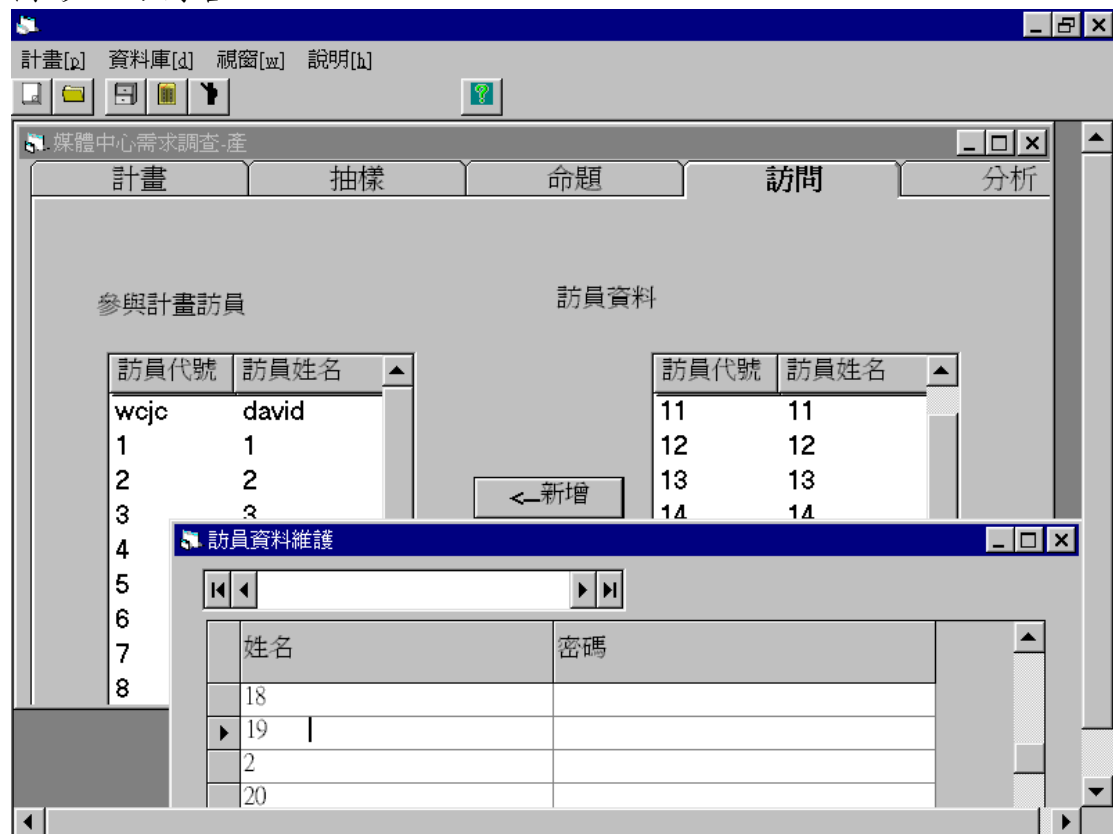 計畫[p] 資料庫[d] 視窗[w] 說明[h]
媒體中心需求調查-產
計畫 抽樣 命題 訪問 分析
參與計畫訪員 訪員資料
訪員代號 訪員姓名 訪員代號 訪員姓名
wcjc david 11 11
1 1 12 12
2 2 13 13
<-新增
3 3 14 14
訪員資料維護
4
5
6
姓名 密碼
7
8
18
19
2
20